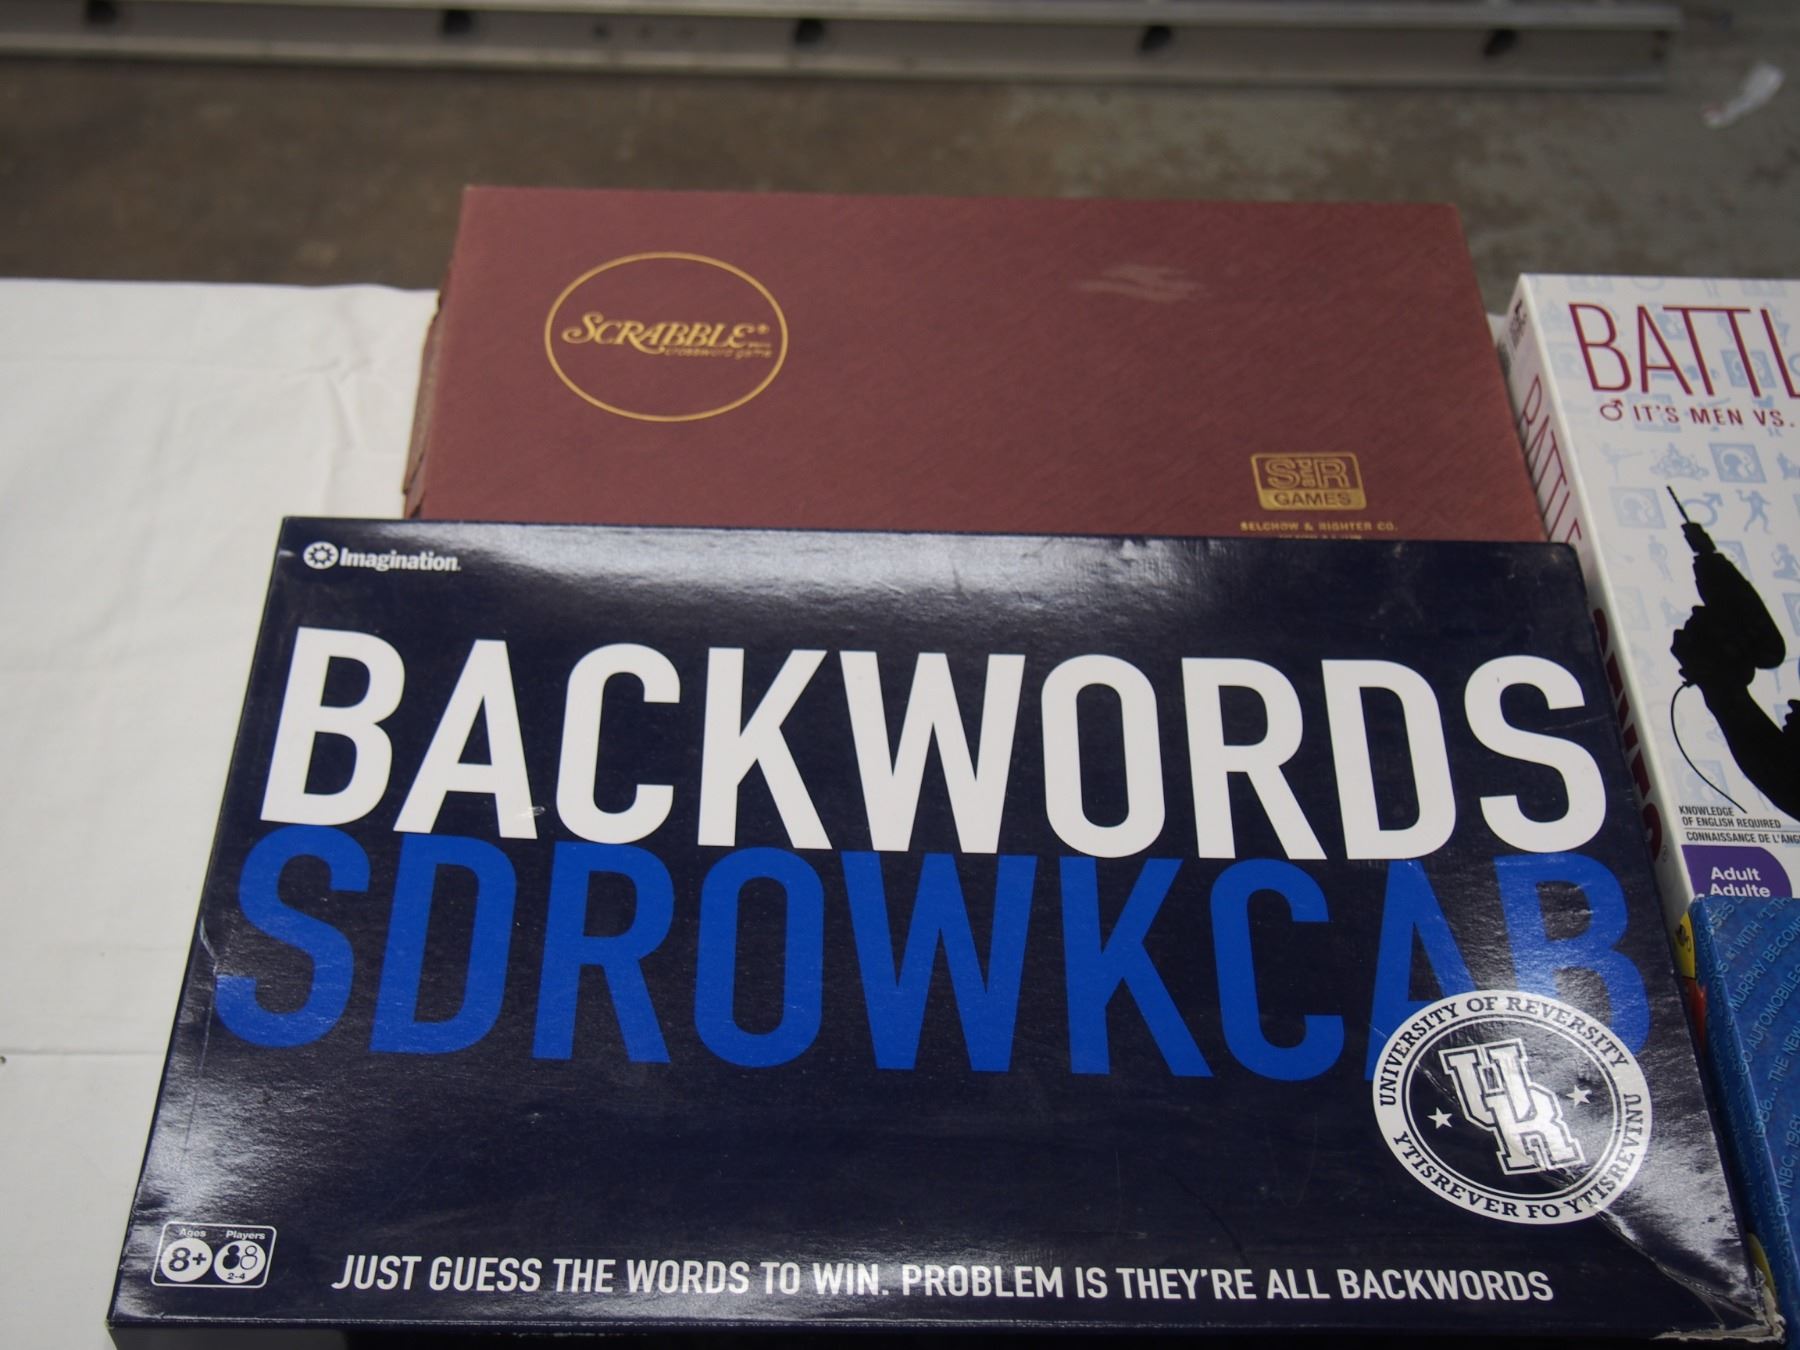 SCRABBLE®
crossword game
S and R
GAMES
SELCHOW & RIGHTER CO.
BATTL
♂ IT'S MEN VS.
KNOWLEDGE
OF ENGLISH REQUIRED
CONNAISSANCE DE L'ANG
Adult
Adulte
Imagination.
BACKWORDS
SDROWKCAB
UNIVERSITY OF REVERSITY
UR
YTISREVER FO YTISREVINU
Ages
8+
Players
2-4
JUST GUESS THE WORDS TO WIN. PROBLEM IS THEY'RE ALL BACKWORDS